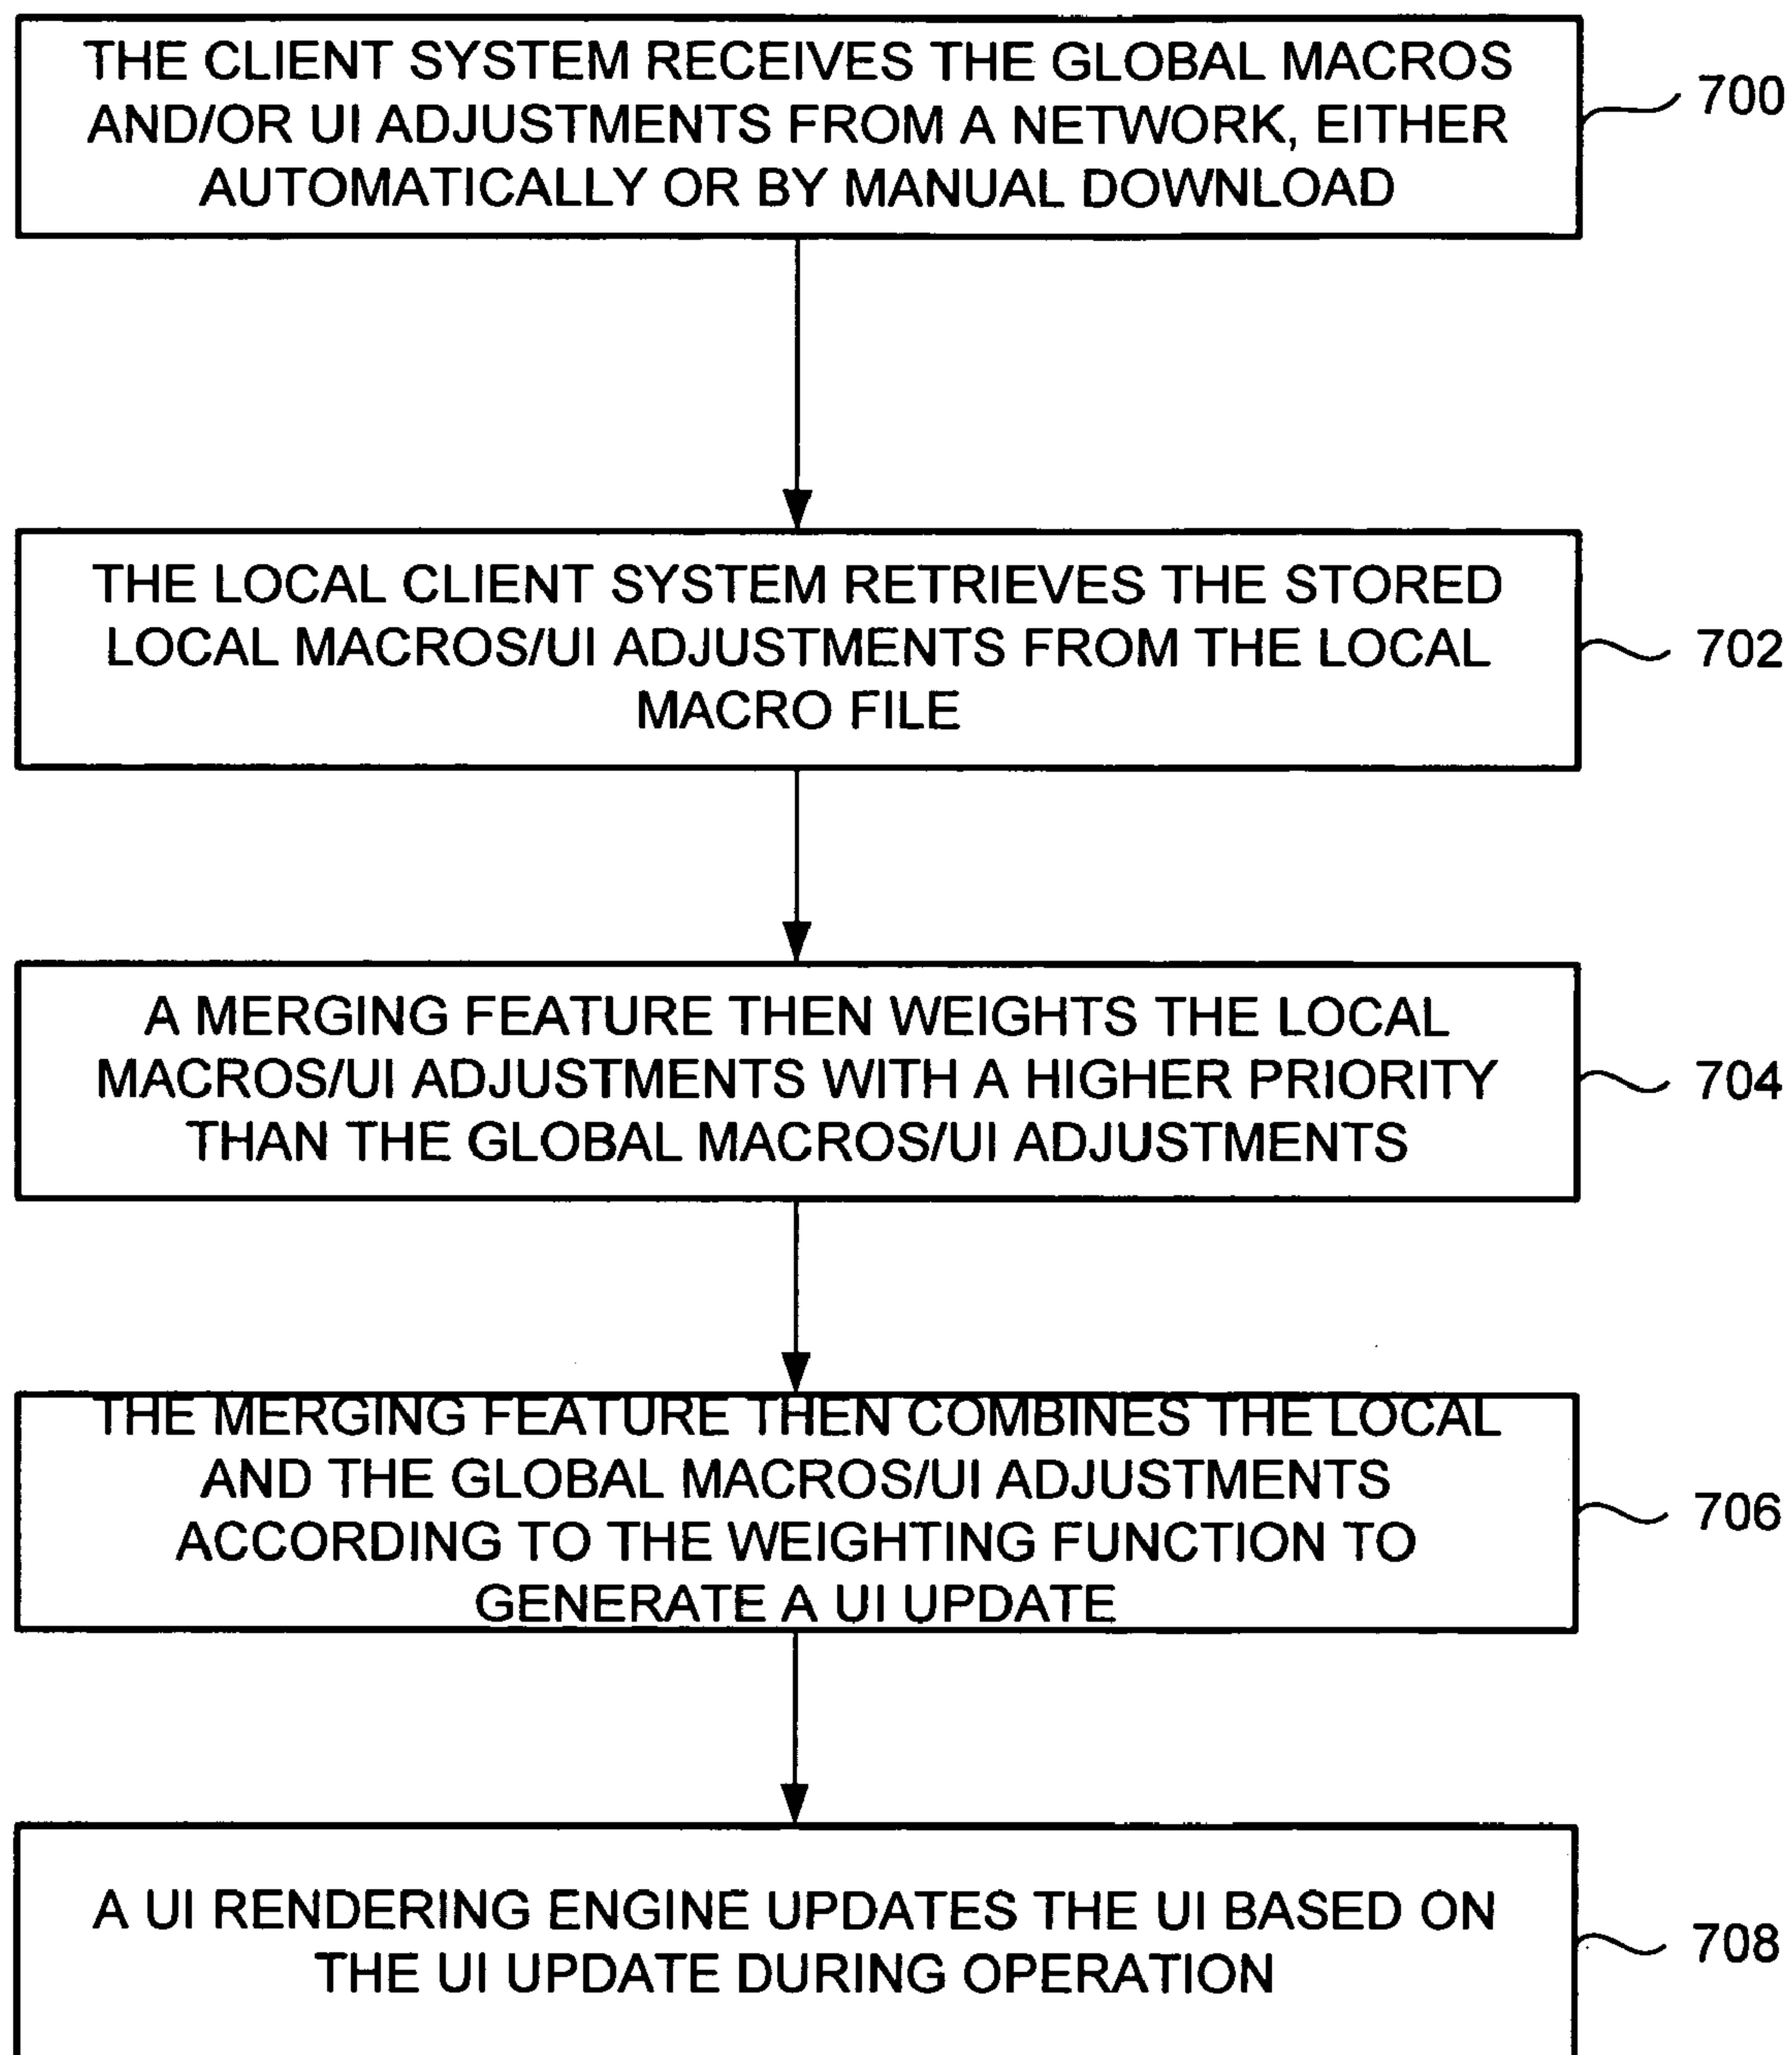 THE CLIENT SYSTEM RECEIVES THE GLOBAL MACROS
AND/OR UI ADJUSTMENTS FROM A NETWORK, EITHER
AUTOMATICALLY OR BY MANUAL DOWNLOAD
700
THE LOCAL CLIENT SYSTEM RETRIEVES THE STORED
LOCAL MACROS/UI ADJUSTMENTS FROM THE LOCAL
MACRO FILE
702
A MERGING FEATURE THEN WEIGHTS THE LOCAL
MACROS/UI ADJUSTMENTS WITH A HIGHER PRIORITY
THAN THE GLOBAL MACROS/UI ADJUSTMENTS
704
THE MERGING FEATURE THEN COMBINES THE LOCAL
AND THE GLOBAL MACROS/UI ADJUSTMENTS
ACCORDING TO THE WEIGHTING FUNCTION TO
GENERATE A UI UPDATE
706
A UI RENDERING ENGINE UPDATES THE UI BASED ON
THE UI UPDATE DURING OPERATION
708